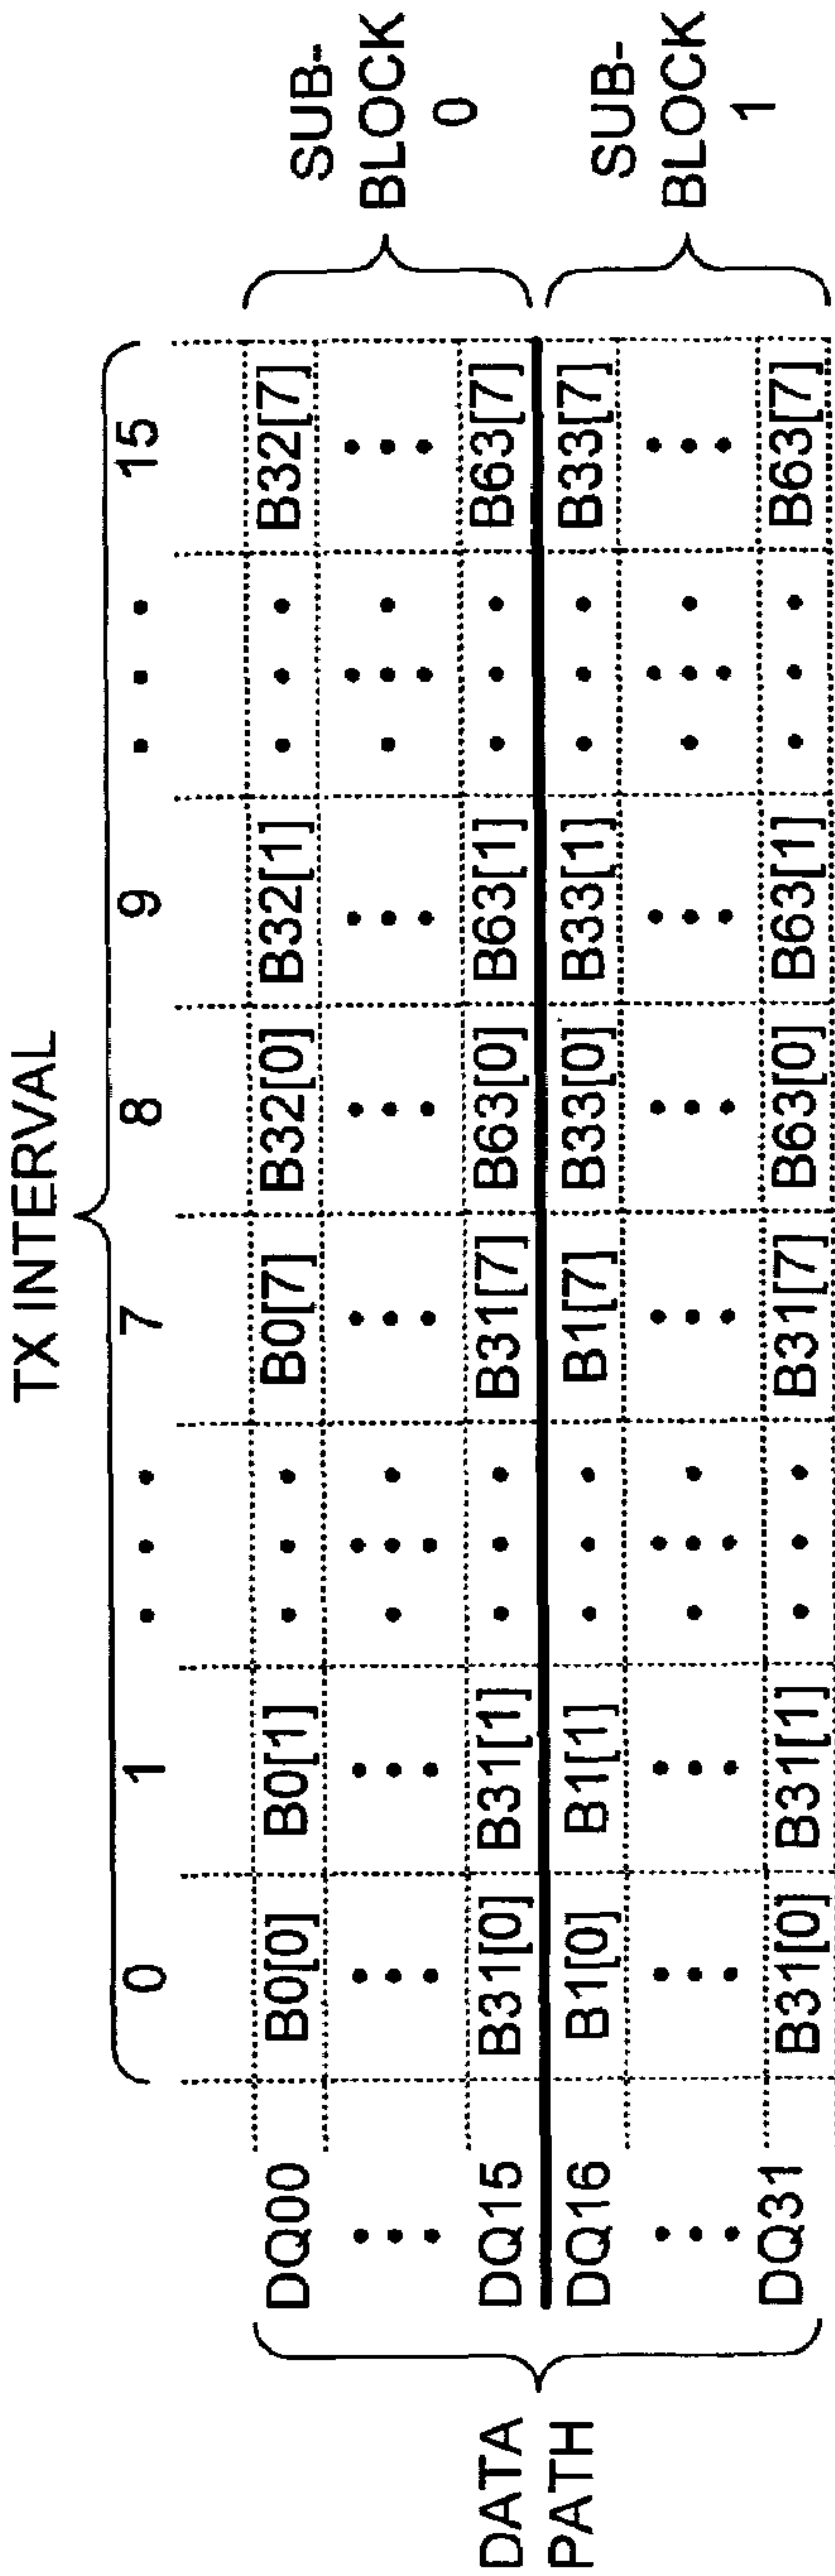 TX INTERVAL
0 1 • • • 7 8 9 • • • 15
DATA PATH
DQ00 B0[0] B0[1] • • • B0[7] B32[0] B32[1] • • • B32[7]
• • •
DQ15 B31[0] B31[1] • • • B31[7] B63[0] B63[1] • • • B63[7]
SUB-
BLOCK
0
DQ16 B1[0] B1[1] • • • B1[7] B33[0] B33[1] • • • B33[7]
• • •
DQ31 B31[0] B31[1] • • • B31[7] B63[0] B63[1] • • • B63[7]
SUB-
BLOCK
1